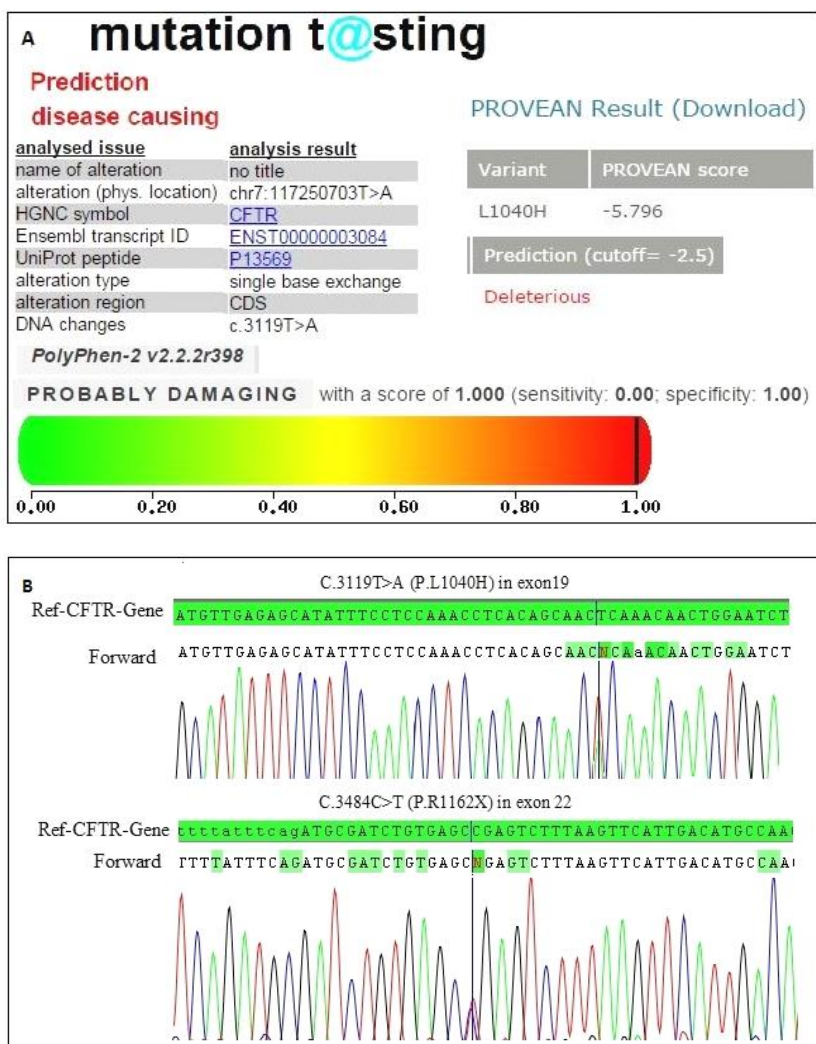 A
mutation t@sting
Prediction
disease causing
analysed issue analysis result
name of alteration no title
alteration (phys. location) chr7:117250703T>A
HGNC symbol CFTR
Ensembl transcript ID ENST00000003084
UniProt peptide P13569
alteration type single base exchange
alteration region CDS
DNA changes c.3119T>A
PROVEAN Result (Download)
Variant PROVEAN score
L1040H -5.796
Prediction (cutoff= -2.5)
Deleterious
PolyPhen-2 v2.2.2r398
PROBABLY DAMAGING with a score of 1.000 (sensitivity: 0.00; specificity: 1.00)
0.00 0.20 0.40 0.60 0.80 1.00
B
C.3119T>A (P.L1040H) in exon19
Ref-CFTR-Gene ATGTTGAGAGCATATTTCCTCCAAACCTCACAGCAACTCAAACAACTGGAATCT
Forward ATGTTGAGAGCATATTTCCTCCAAACCTCACAGCAACNCAaACAACTGGAATCT
C.3484C>T (P.R1162X) in exon 22
Ref-CFTR-Gene ttttatttcagATGCGATCTGTGAGCCGAGTCTTTAAGTTCATTGACATGCCAA
Forward TTTTATTTCAGATGCGATCTGTGAGCNGAGTCTTTAAGTTCATTGACATGCCAA